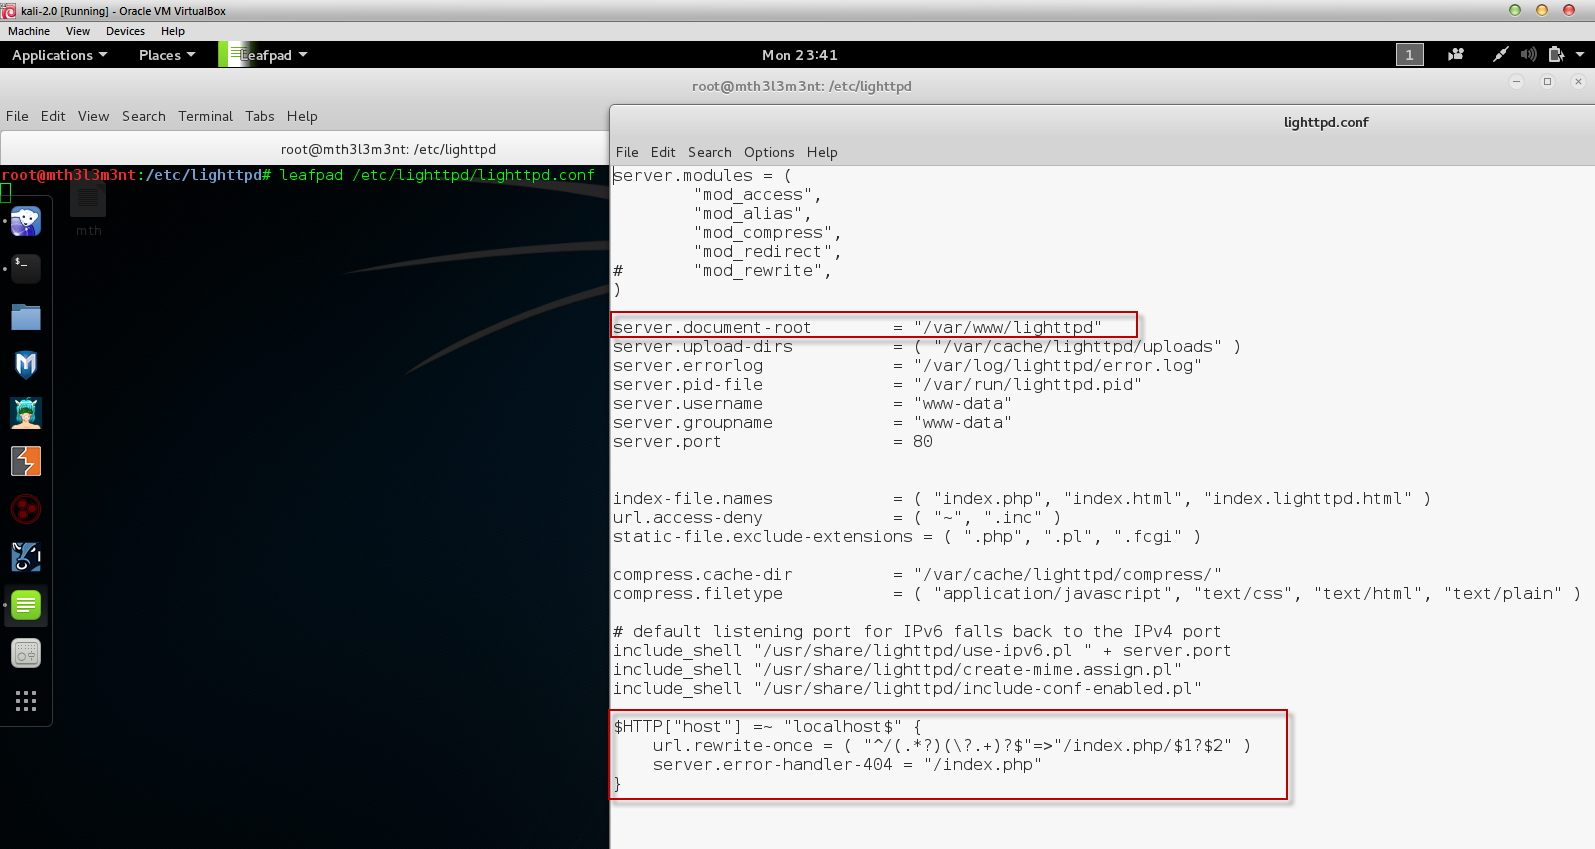 kali-2.0 [Running] - Oracle VM VirtualBox
Machine View Devices Help
Applications Places Leafpad Mon 23:41 1
root@mth3l3m3nt: /etc/lighttpd
File Edit View Search Terminal Tabs Help
root@mth3l3m3nt: /etc/lighttpd
root@mth3l3m3nt:/etc/lighttpd# leafpad /etc/lighttpd/lighttpd.conf
$_
mth
lighttpd.conf
File Edit Search Options Help
server.modules = (
        "mod_access",
        "mod_alias",
        "mod_compress",
        "mod_redirect",
#       "mod_rewrite",
)
server.document-root        = "/var/www/lighttpd"
server.upload-dirs          = ( "/var/cache/lighttpd/uploads" )
server.errorlog             = "/var/log/lighttpd/error.log"
server.pid-file             = "/var/run/lighttpd.pid"
server.username             = "www-data"
server.groupname            = "www-data"
server.port                 = 80
index-file.names            = ( "index.php", "index.html", "index.lighttpd.html" )
url.access-deny             = ( "~", ".inc" )
static-file.exclude-extensions = ( ".php", ".pl", ".fcgi" )
compress.cache-dir          = "/var/cache/lighttpd/compress/"
compress.filetype           = ( "application/javascript", "text/css", "text/html", "text/plain" )
# default listening port for IPv6 falls back to the IPv4 port
include_shell "/usr/share/lighttpd/use-ipv6.pl " + server.port
include_shell "/usr/share/lighttpd/create-mime.assign.pl"
include_shell "/usr/share/lighttpd/include-conf-enabled.pl"
$HTTP["host"] =~ "localhost$" {
    url.rewrite-once = ( "^/(.*?)(\?.+)?$"=>"/index.php/$1?$2" )
    server.error-handler-404 = "/index.php"
}